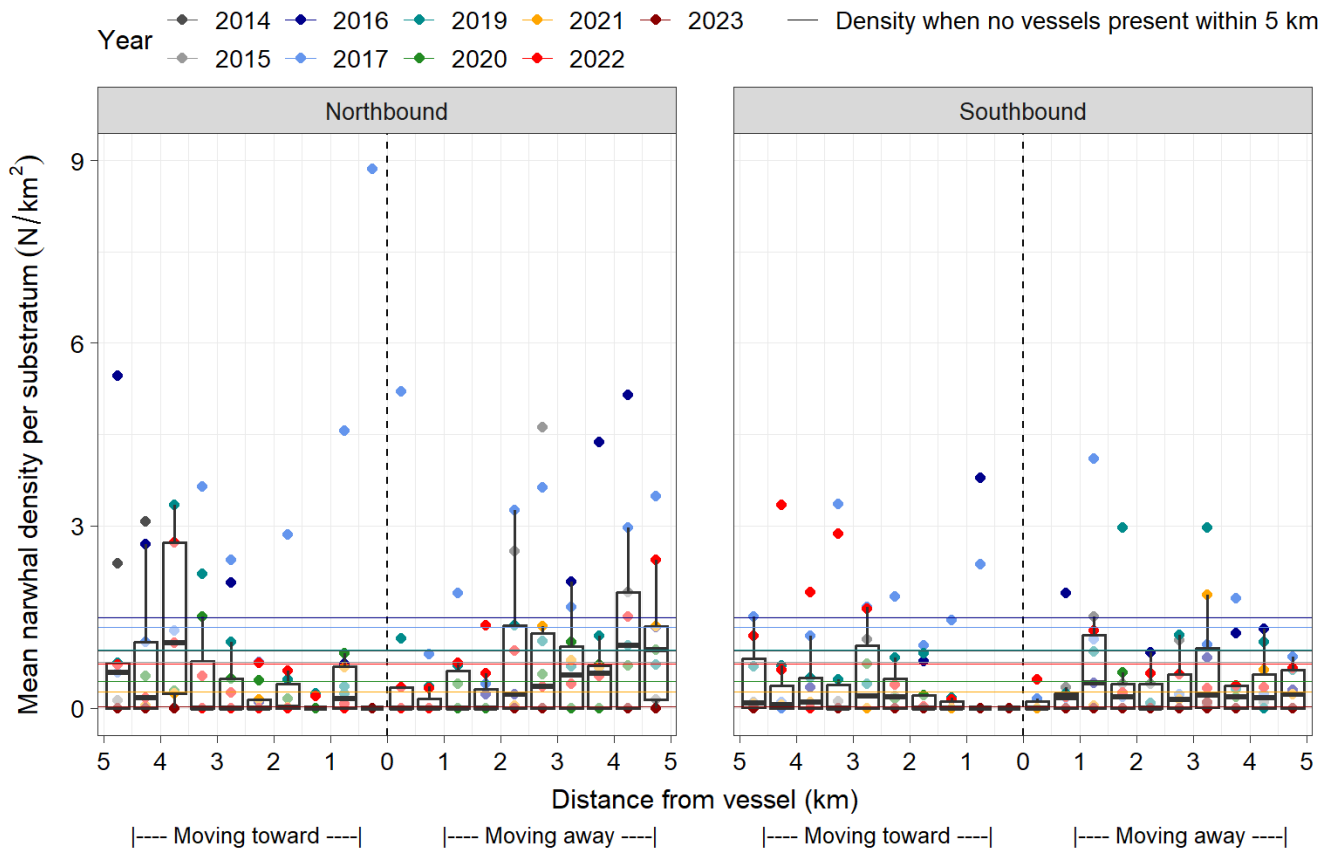 Year 2014 2016 2019 2021 2023 Density when no vessels present within 5 km
2015 2017 2020 2022
Northbound Southbound
Mean narwhal density per substratum (N/km²)
9
6
3
0
5 4 3 2 1 0 1 2 3 4 5 5 4 3 2 1 0 1 2 3 4 5
Distance from vessel (km)
|---- Moving toward ----| |---- Moving away ----| |---- Moving toward ----| |---- Moving away ----|